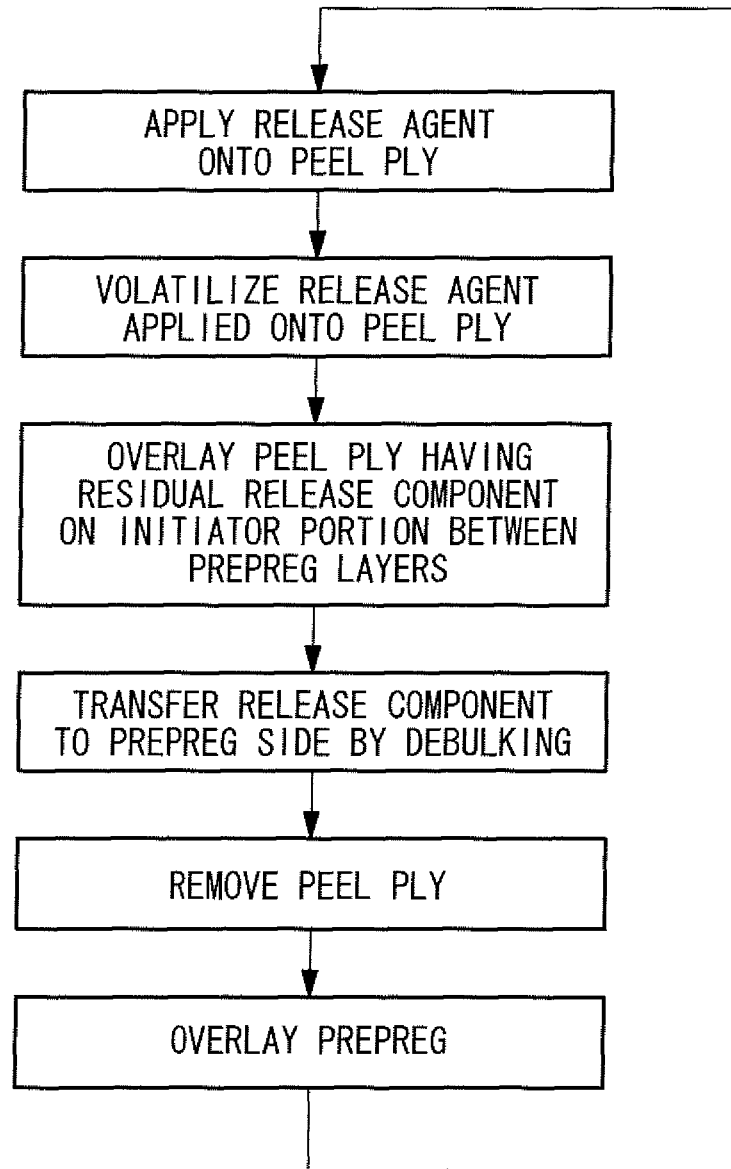 APPLY RELEASE AGENT
ONTO PEEL PLY
VOLATILIZE RELEASE AGENT
APPLIED ONTO PEEL PLY
OVERLAY PEEL PLY HAVING
RESIDUAL RELEASE COMPONENT
ON INITIATOR PORTION BETWEEN
PREPREG LAYERS
TRANSFER RELEASE COMPONENT
TO PREPREG SIDE BY DEBULKING
REMOVE PEEL PLY
OVERLAY PREPREG